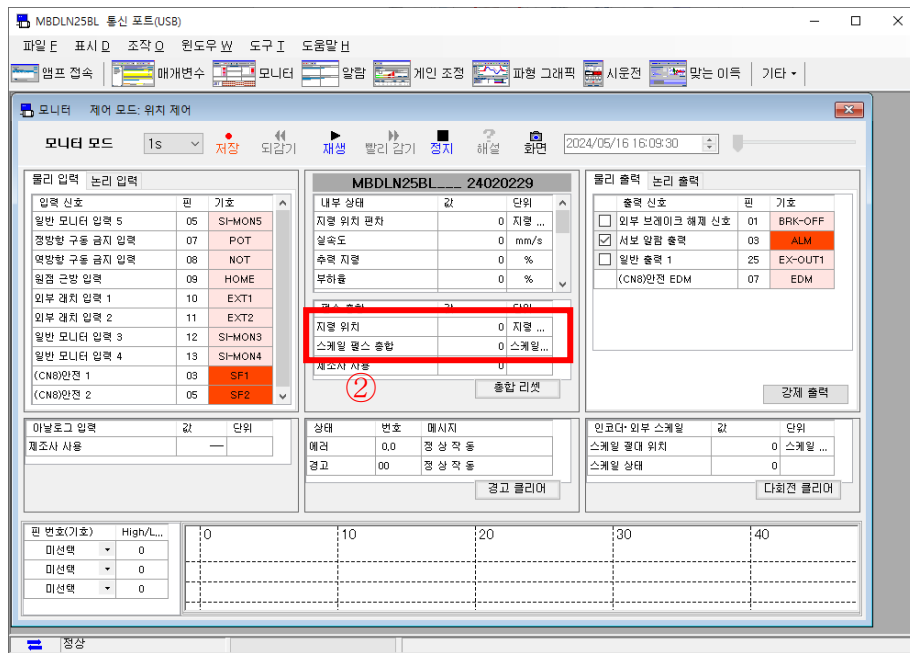 MBDLN25BL 통신 포트(USB)
파일 F 표시 D 조작 O 윈도우 W 도구 T 도움말 H
앰프 접속 매개변수 모니터 알람 게인 조정 파형 그래픽 시운전 맞는 이득 기타
모니터 제어 모드: 위치 제어
모니터 모드 1s 저장 되감기 재생 빨리 감기 정지 해설 화면 2024/05/16 16:09:30
물리 입력 논리 입력
입력 신호 핀 기호
일반 모니터 입력 5 05 SI-MON5
정방향 구동 금지 입력 07 POT
역방향 구동 금지 입력 08 NOT
원점 근방 입력 09 HOME
외부 래치 입력 1 10 EXT1
외부 래치 입력 2 11 EXT2
일반 모니터 입력 3 12 SI-MON3
일반 모니터 입력 4 13 SI-MON4
(CN8)안전 1 03 SF1
(CN8)안전 2 05 SF2
MBDLN25BL___ 24020229
내부 상태 값 단위
지령 위치 편차 0 지령 ...
실속도 0 mm/s
추력 지령 0 %
부하율 0 %
펄스 총합 값 단위
지령 위치 0 지령 ...
스케일 펄스 총합 0 스케일...
제조사 사용 0
②
총합 리셋
물리 출력 논리 출력
출력 신호 핀 기호
외부 브레이크 해제 신호 01 BRK-OFF
서보 알람 출력 03 ALM
일반 출력 1 25 EX-OUT1
(CN8)안전 EDM 07 EDM
강제 출력
아날로그 입력 값 단위
제조사 사용 —
상태 번호 메시지
에러 0.0 정 상 작 동
경고 00 정 상 작 동
경고 클리어
인코더·외부 스케일 값 단위
스케일 절대 위치 0 스케일 ...
스케일 상태 0
다회전 클리어
핀 번호(기호) High/L...
미선택 0
미선택 0
미선택 0
0 10 20 30 40
정상